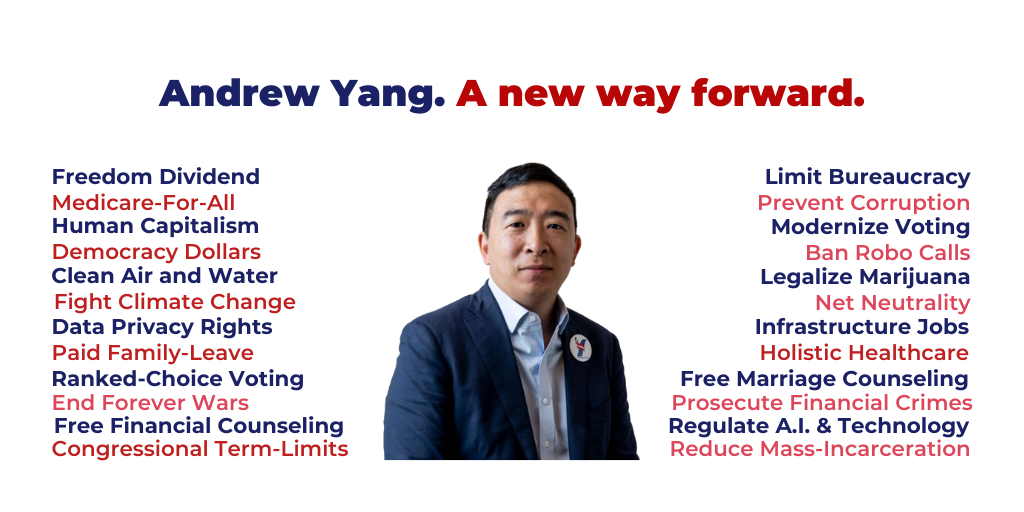 Andrew Yang. A new way forward.
Freedom Dividend
Medicare-For-All
Human Capitalism
Democracy Dollars
Clean Air and Water
Fight Climate Change
Data Privacy Rights
Paid Family-Leave
Ranked-Choice Voting
End Forever Wars
Free Financial Counseling
Congressional Term-Limits
Limit Bureaucracy
Prevent Corruption
Modernize Voting
Ban Robo Calls
Legalize Marijuana
Net Neutrality
Infrastructure Jobs
Holistic Healthcare
Free Marriage Counseling
Prosecute Financial Crimes
Regulate A.I. & Technology
Reduce Mass-Incarceration